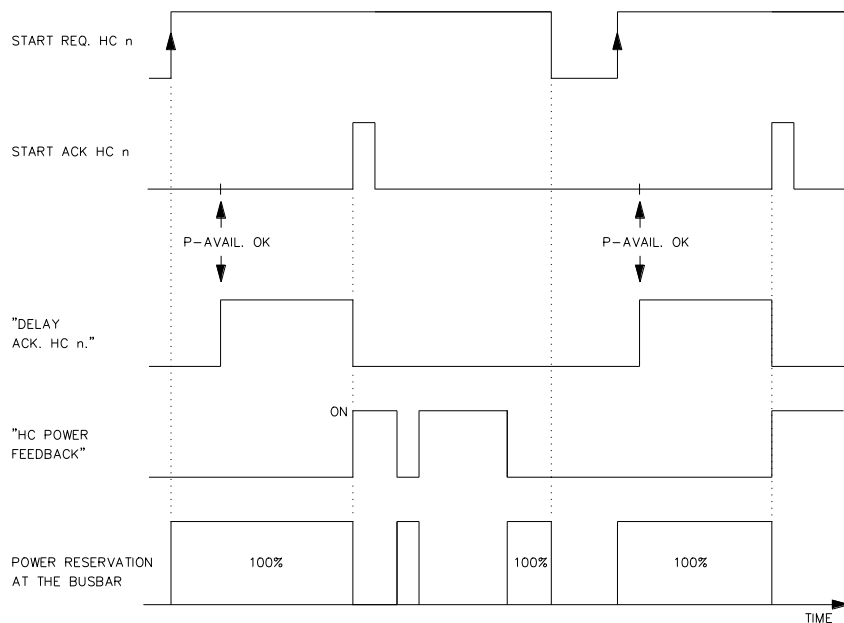 START REQ. HC n
START ACK HC n
P-AVAIL. OK
P-AVAIL. OK
"DELAY
ACK. HC n."
ON
"HC POWER
FEEDBACK"
POWER RESERVATION
AT THE BUSBAR
100%
100%
100%
TIME